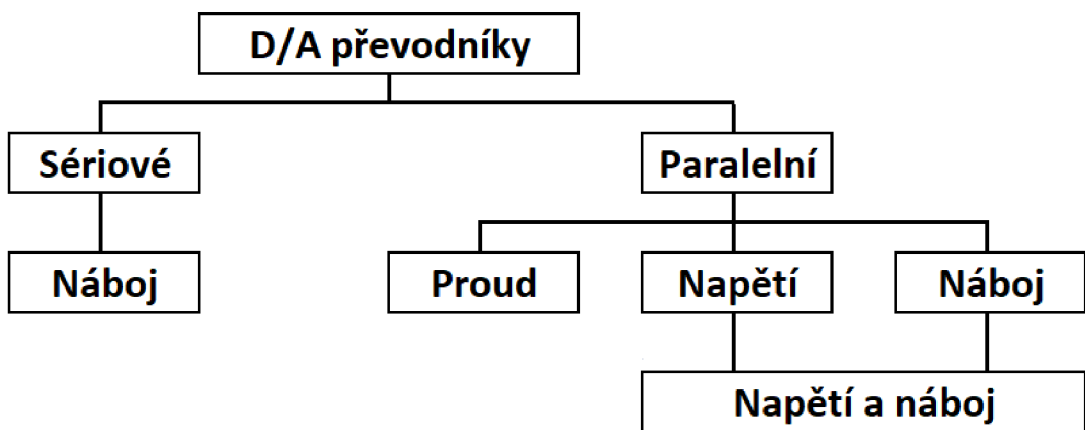 D/A převodníky
Sériové
Paralelní
Náboj
Proud
Napětí
Náboj
Napětí a náboj